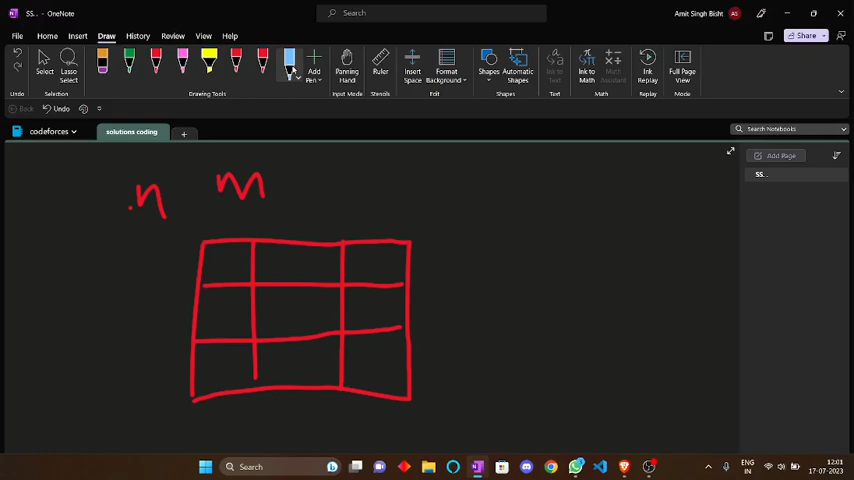 SS... - OneNote
Search
Amit Singh Bisht
AS
File Home Insert Draw History Review View Help
Share
Undo
Select
Lasso Select
Selection
Drawing Tools
Add Pen
Panning Hand
Input Mode
Ruler
Stencils
Insert Space
Format Background
Edit
Shapes
Automatic Shapes
Shapes
Ink to Text
Ink to Math
Math Assistant
Math
Ink Replay
Replay
Full Page View
Mode
Back Undo
codeforces
solutions coding
+
Search Notebooks
Add Page
SS...
n m
Search
ENG
IN
12:01
17-07-2023